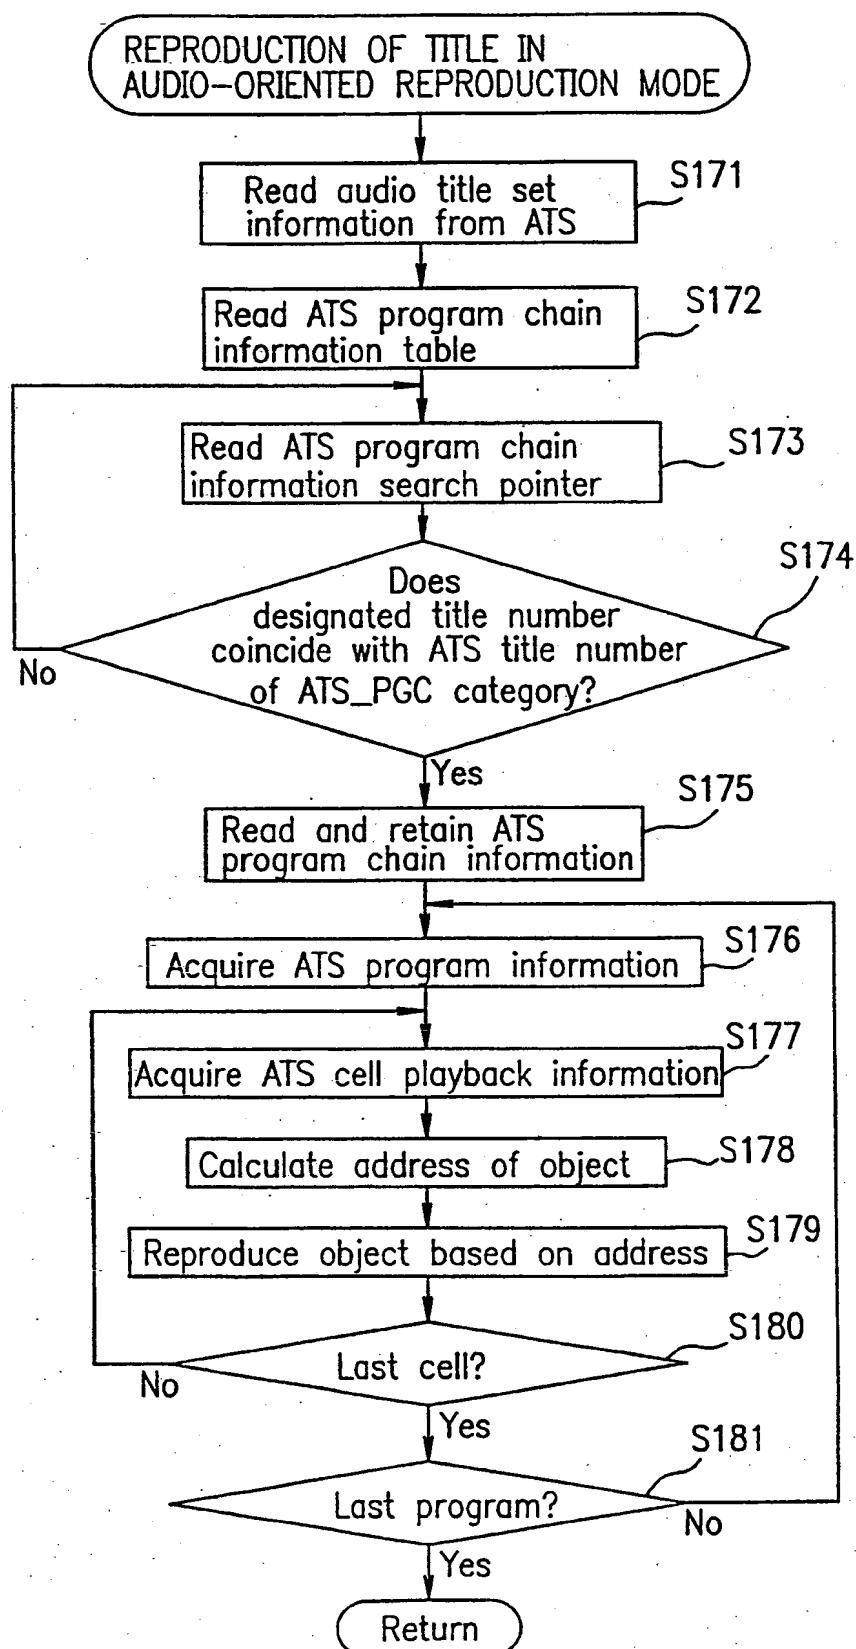 REPRODUCTION OF TITLE IN
AUDIO-ORIENTED REPRODUCTION MODE
Read audio title set
information from ATS
S171
Read ATS program chain
information table
S172
Read ATS program chain
information search pointer
S173
Does
designated title number
coincide with ATS title number
of ATS_PGC category?
S174
No
Yes
Read and retain ATS
program chain information
S175
Acquire ATS program information
S176
Acquire ATS cell playback information
S177
Calculate address of object
S178
Reproduce object based on address
S179
Last cell?
S180
No
Yes
Last program?
S181
No
Yes
Return